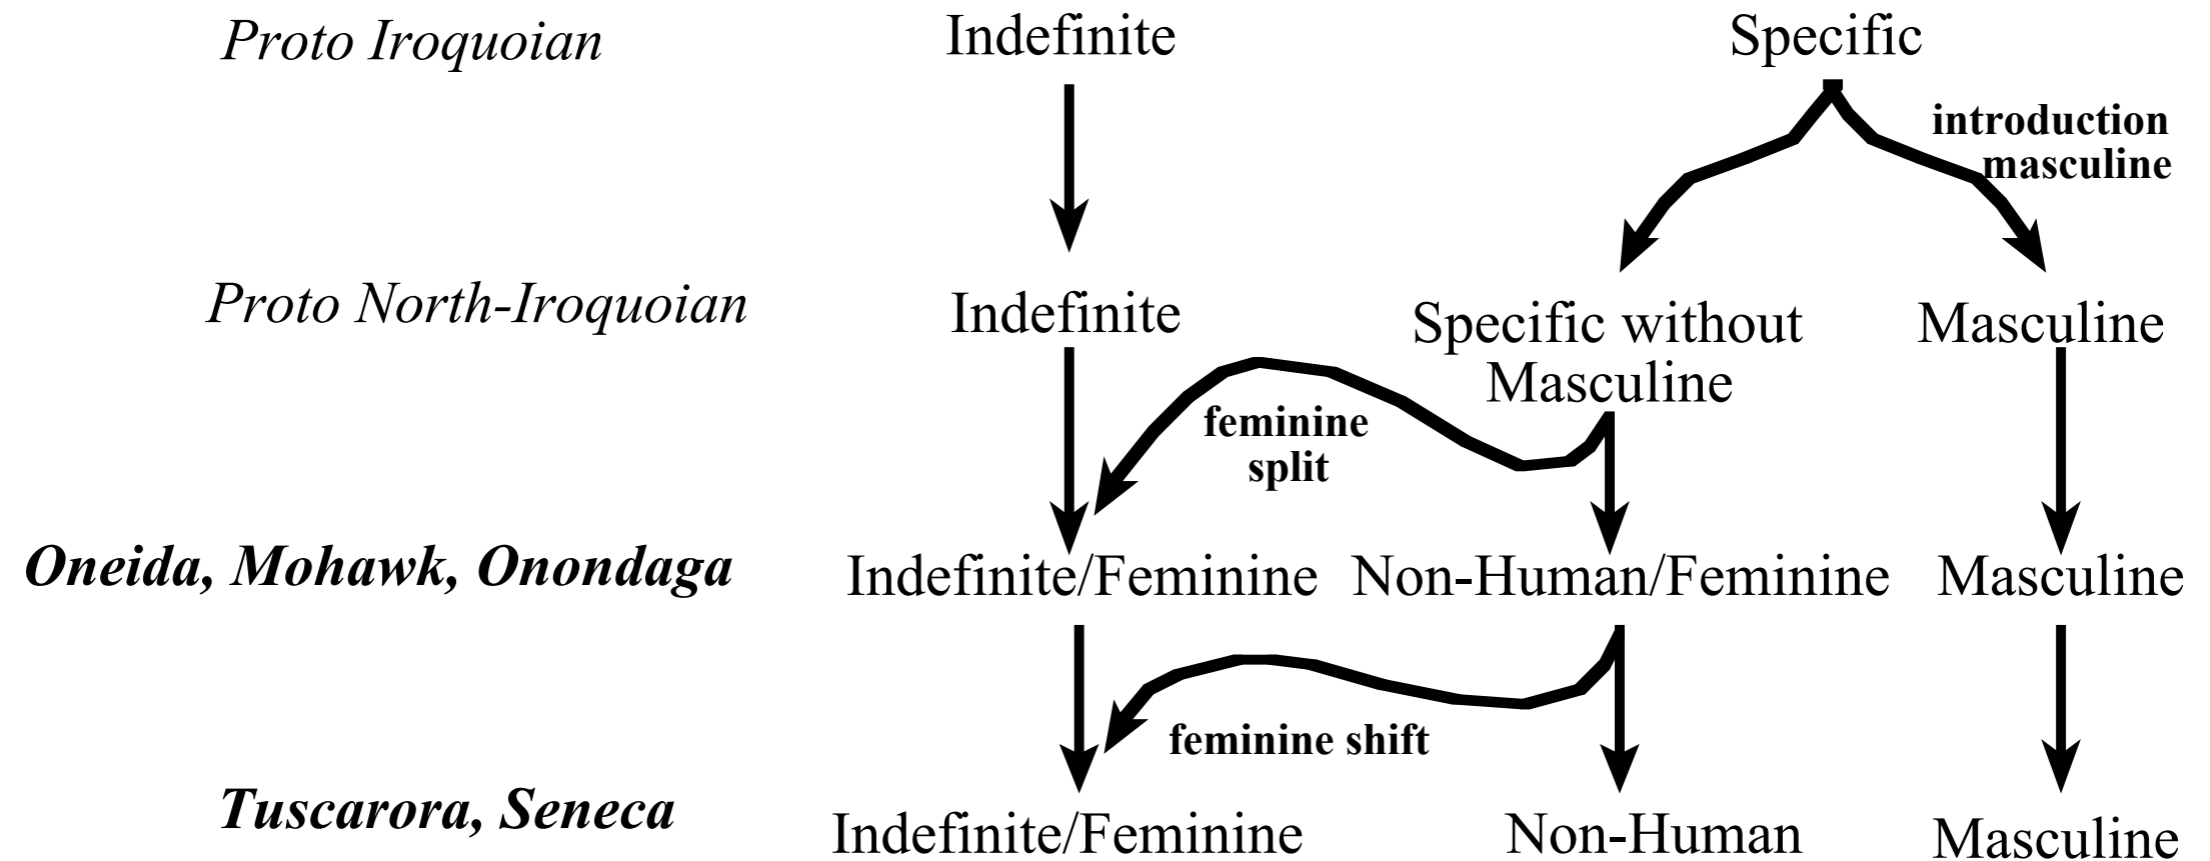 Proto Iroquoian Indefinite Specific
introduction
masculine
Proto North-Iroquoian Indefinite Specific without Masculine
Masculine
feminine
split
Oneida, Mohawk, Onondaga Indefinite/Feminine Non-Human/Feminine Masculine
feminine shift
Tuscarora, Seneca Indefinite/Feminine Non-Human Masculine